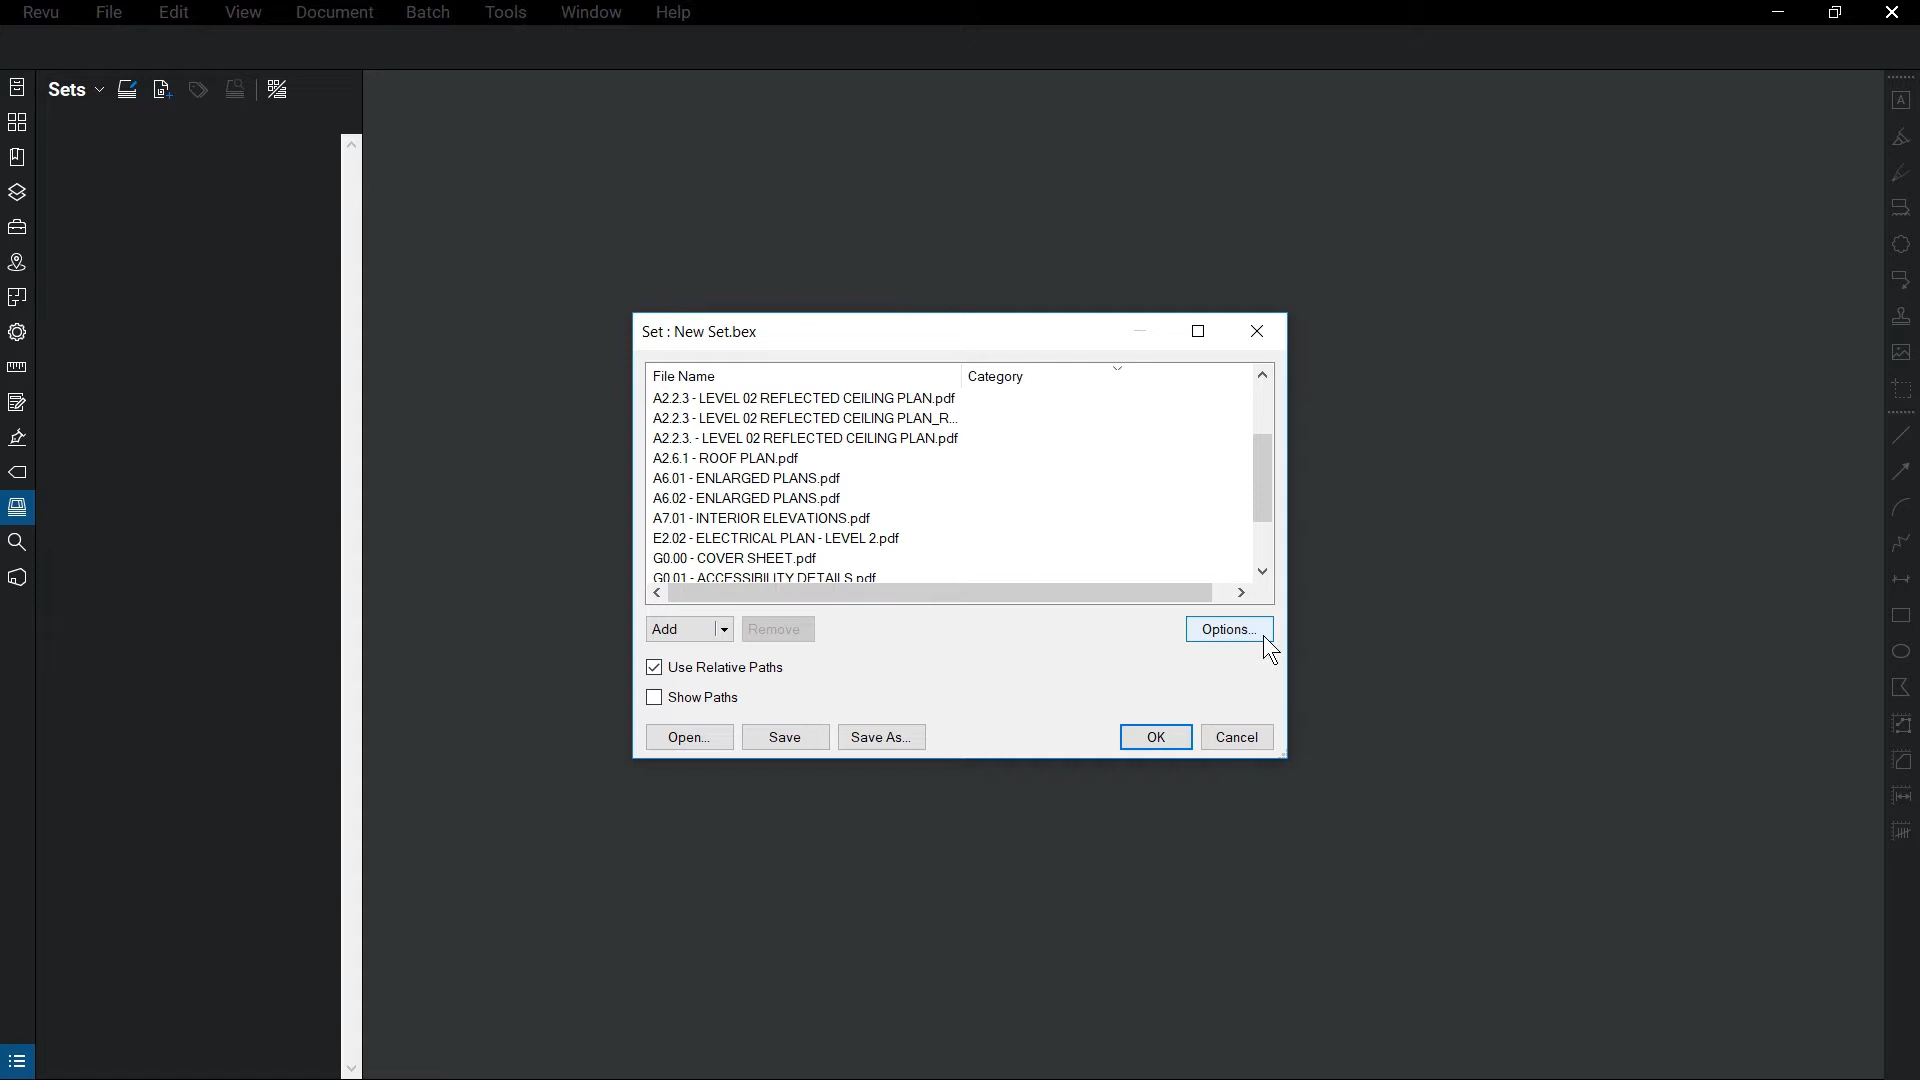 Revu File Edit View Document Batch Tools Window Help
Sets
Set : New Set.bex
File Name Category
A2.2.3 - LEVEL 02 REFLECTED CEILING PLAN.pdf
A2.2.3 - LEVEL 02 REFLECTED CEILING PLAN_R...
A2.2.3. - LEVEL 02 REFLECTED CEILING PLAN.pdf
A2.6.1 - ROOF PLAN.pdf
A6.01 - ENLARGED PLANS.pdf
A6.02 - ENLARGED PLANS.pdf
A7.01 - INTERIOR ELEVATIONS.pdf
E2.02 - ELECTRICAL PLAN - LEVEL 2.pdf
G0.00 - COVER SHEET.pdf
G0.01 - ACCESSIBILITY DETAILS.pdf
Add Remove Options...
Use Relative Paths
Show Paths
Open... Save Save As... OK Cancel